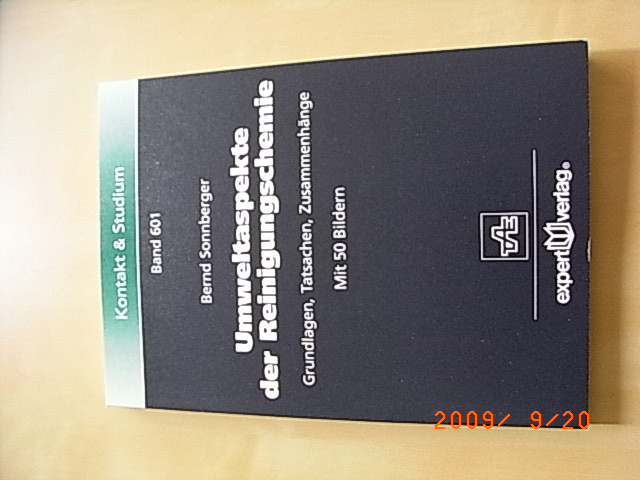 Kontakt & Studium
Band 601
Bernd Sonnberger
Umweltaspekte
der Reinigungschemie
Grundlagen, Tatsachen, Zusammenhänge
Mit 50 Bildern
TAE
expert verlag®
2009/ 9/20